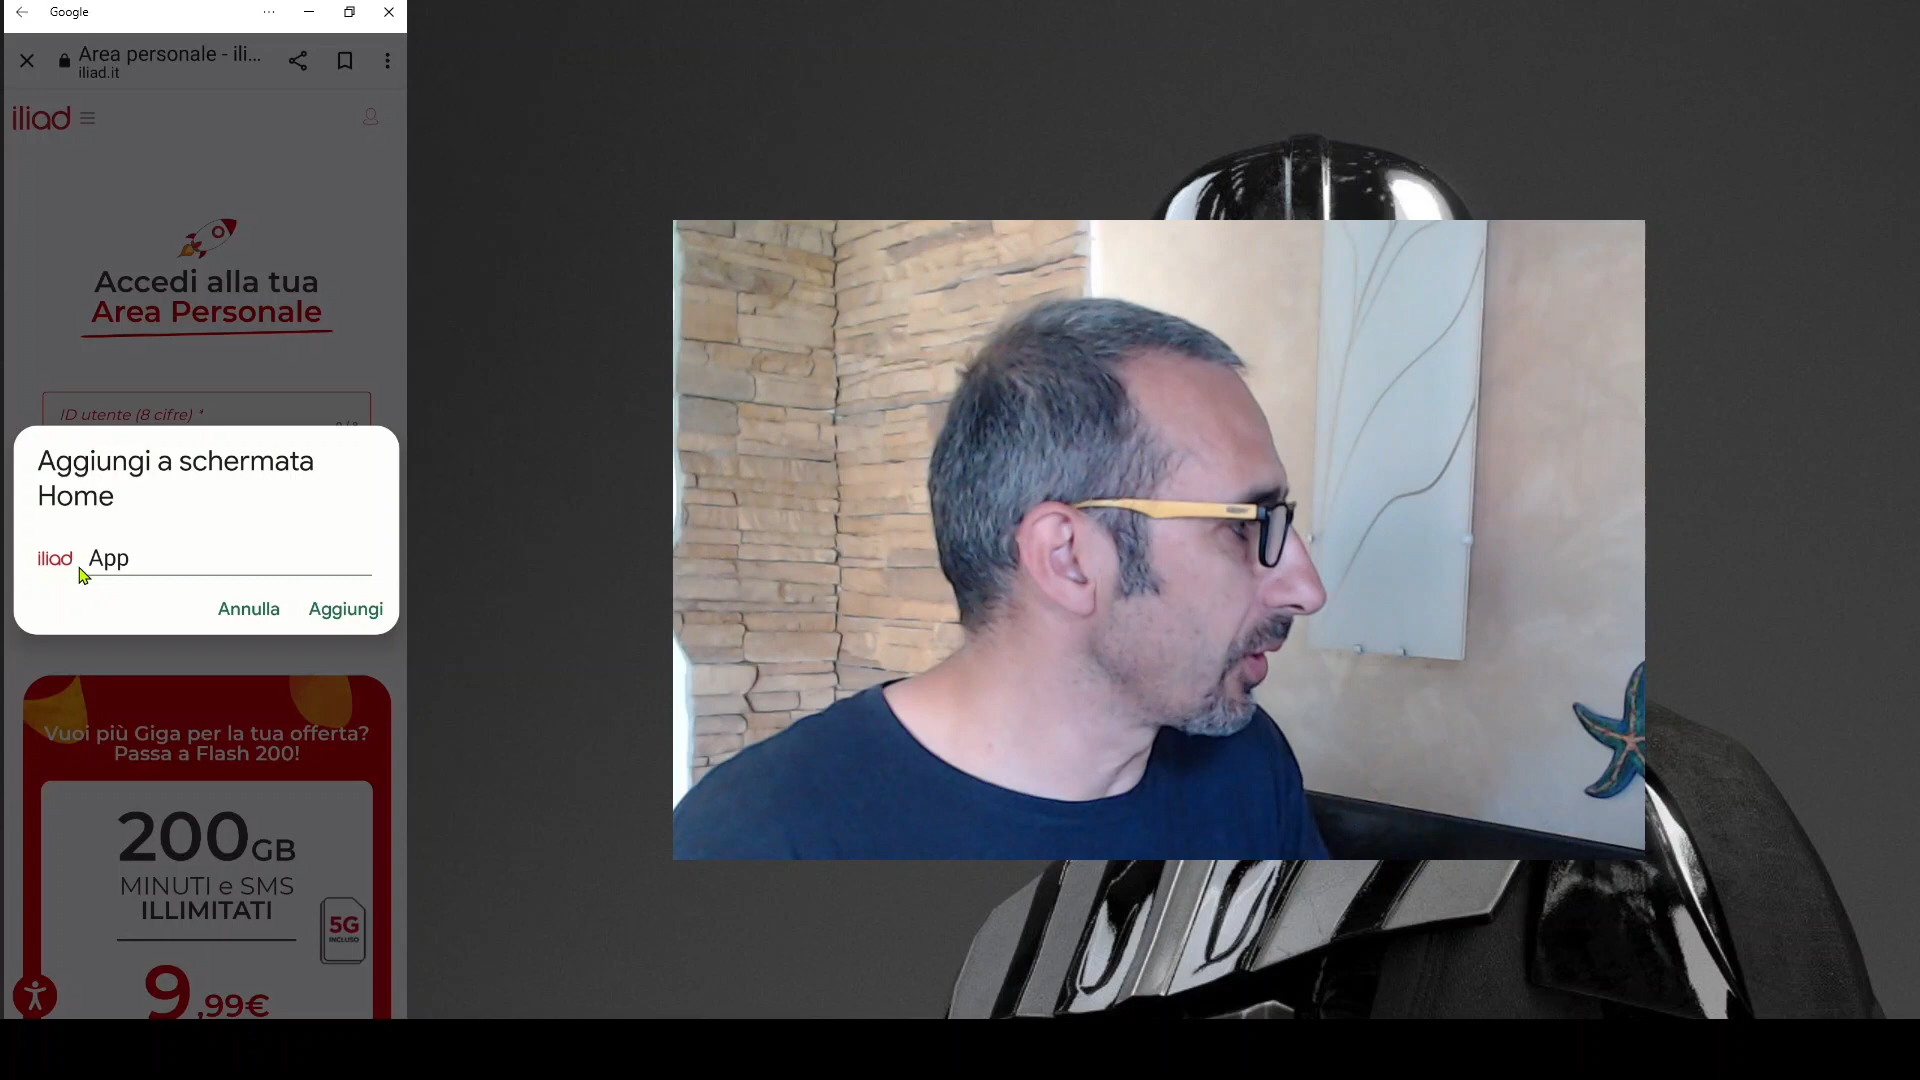 Google
Area personale - ili...
iliad.it
iliad
Accedi alla tua
Area Personale
ID utente (8 cifre) *
Aggiungi a schermata
Home
iliad App
Annulla Aggiungi
Vuoi più Giga per la tua offerta?
Passa a Flash 200!
200GB
MINUTI e SMS
ILLIMITATI
5G
INCLUSO
9,99€